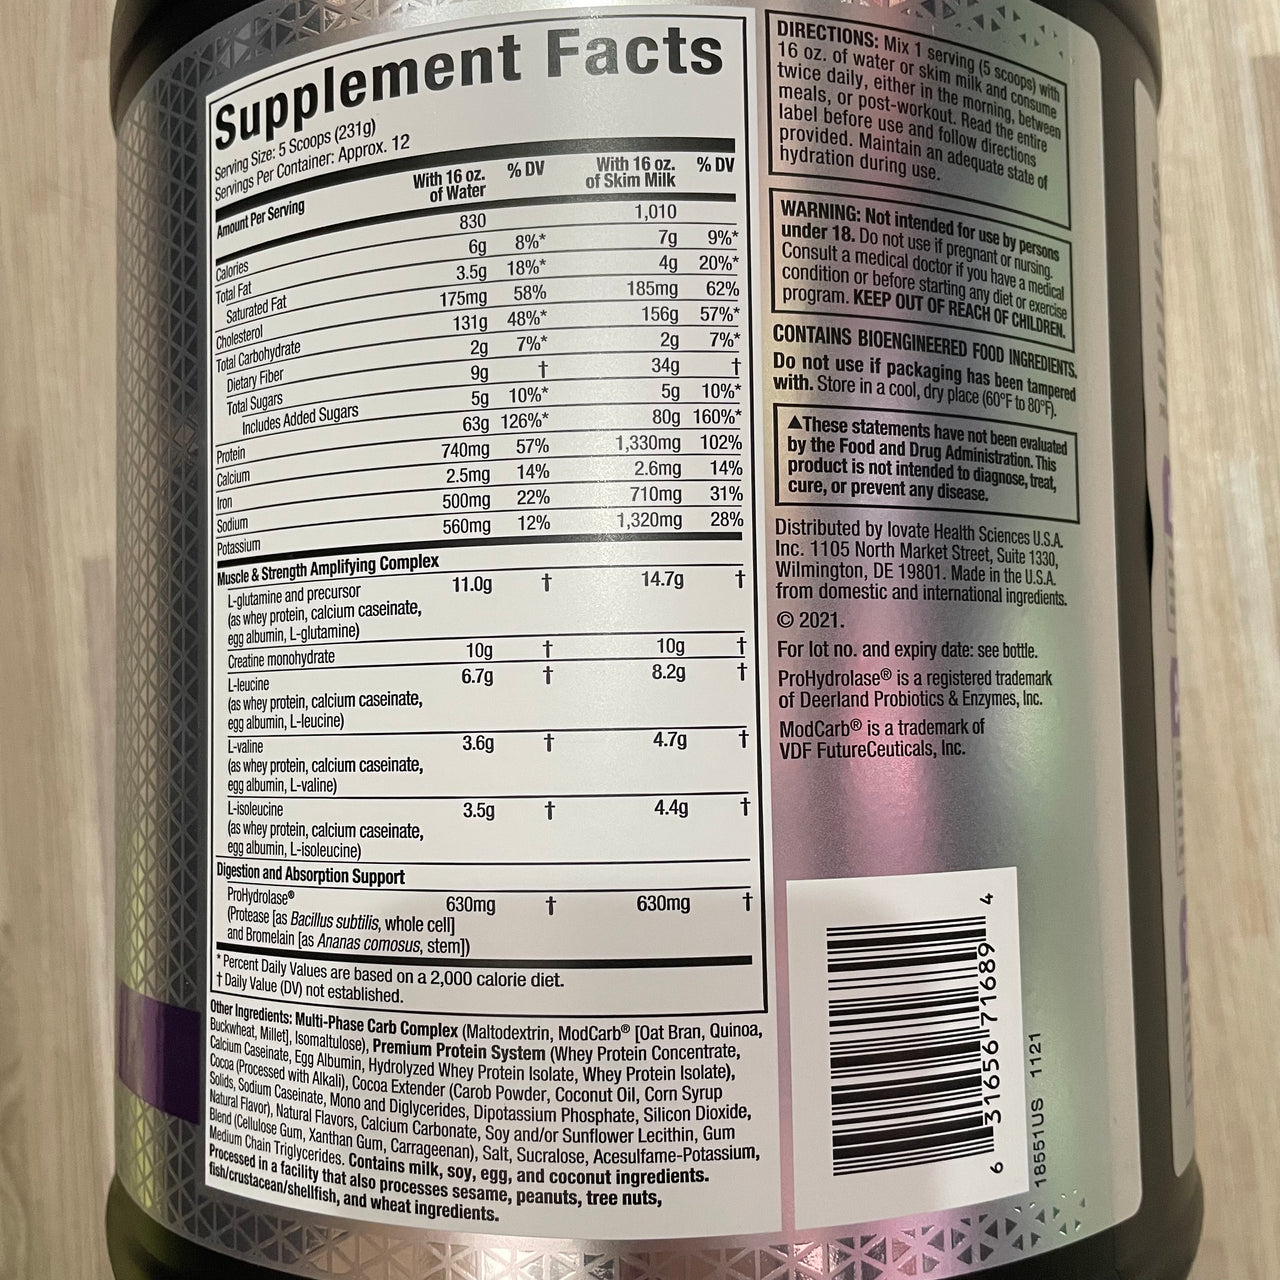 Supplement Facts
Serving Size: 5 Scoops (231g)
Servings Per Container: Approx. 12
Amount Per Serving With 16 oz. of Water % DV With 16 oz. of Skim Milk % DV
Calories 830 1,010
Total Fat 6g 8%* 7g 9%*
Saturated Fat 3.5g 18%* 4g 20%*
Cholesterol 175mg 58% 185mg 62%
Total Carbohydrate 131g 48%* 156g 57%*
Dietary Fiber 2g 7%* 2g 7%*
Total Sugars 9g † 34g †
Includes Added Sugars 5g 10%* 5g 10%*
Protein 63g 126%* 80g 160%*
Calcium 740mg 57% 1,330mg 102%
Iron 2.5mg 14% 2.6mg 14%
Sodium 500mg 22% 710mg 31%
Potassium 560mg 12% 1,320mg 28%
Muscle & Strength Amplifying Complex
L-glutamine and precursor 11.0g † 14.7g †
(as whey protein, calcium caseinate,
egg albumin, L-glutamine)
Creatine monohydrate 10g † 10g †
L-leucine 6.7g † 8.2g †
(as whey protein, calcium caseinate,
egg albumin, L-leucine)
L-valine 3.6g † 4.7g †
(as whey protein, calcium caseinate,
egg albumin, L-valine)
L-isoleucine 3.5g † 4.4g †
(as whey protein, calcium caseinate,
egg albumin, L-isoleucine)
Digestion and Absorption Support
ProHydrolase® 630mg † 630mg †
(Protease [as Bacillus subtilis, whole cell]
and Bromelain [as Ananas comosus, stem])
* Percent Daily Values are based on a 2,000 calorie diet.
† Daily Value (DV) not established.
Other Ingredients: Multi-Phase Carb Complex (Maltodextrin, ModCarb® [Oat Bran, Quinoa,
Buckwheat, Millet], Isomaltulose), Premium Protein System (Whey Protein Concentrate,
Calcium Caseinate, Egg Albumin, Hydrolyzed Whey Protein Isolate, Whey Protein Isolate),
Cocoa (Processed with Alkali), Cocoa Extender (Carob Powder, Coconut Oil, Corn Syrup
Solids, Sodium Caseinate, Mono and Diglycerides, Dipotassium Phosphate, Silicon Dioxide,
Natural Flavor), Natural Flavors, Calcium Carbonate, Soy and/or Sunflower Lecithin, Gum
Blend (Cellulose Gum, Xanthan Gum, Carrageenan), Salt, Sucralose, Acesulfame-Potassium,
Medium Chain Triglycerides. Contains milk, soy, egg, and coconut ingredients.
Processed in a facility that also processes sesame, peanuts, tree nuts,
fish/crustacean/shellfish, and wheat ingredients.
DIRECTIONS: Mix 1 serving (5 scoops) with
16 oz. of water or skim milk and consume
twice daily, either in the morning, between
meals, or post-workout. Read the entire
label before use and follow directions
provided. Maintain an adequate state of
hydration during use.
WARNING: Not intended for use by persons
under 18. Do not use if pregnant or nursing.
Consult a medical doctor if you have a medical
condition or before starting any diet or exercise
program. KEEP OUT OF REACH OF CHILDREN.
CONTAINS BIOENGINEERED FOOD INGREDIENTS.
Do not use if packaging has been tampered
with. Store in a cool, dry place (60°F to 80°F).
▲These statements have not been evaluated
by the Food and Drug Administration. This
product is not intended to diagnose, treat,
cure, or prevent any disease.
Distributed by Iovate Health Sciences U.S.A.
Inc. 1105 North Market Street, Suite 1330,
Wilmington, DE 19801. Made in the U.S.A.
from domestic and international ingredients.
© 2021.
For lot no. and expiry date: see bottle.
ProHydrolase® is a registered trademark
of Deerland Probiotics & Enzymes, Inc.
ModCarb® is a trademark of
VDF FutureCeuticals, Inc.
6 31656 71689 4
18551US 1121